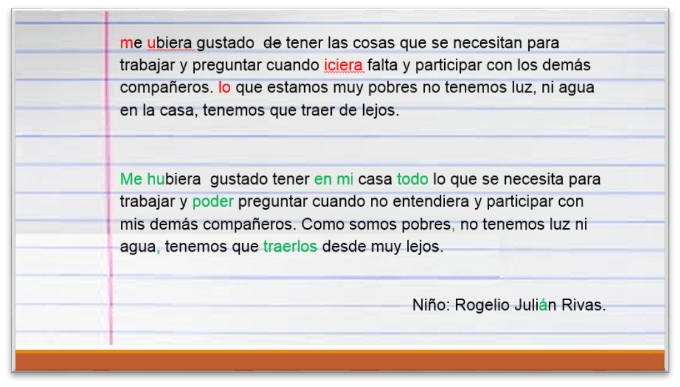 me ubiera gustado de tener las cosas que se necesitan para
trabajar y preguntar cuando iciera falta y participar con los demás
compañeros. lo que estamos muy pobres no tenemos luz, ni agua
en la casa, tenemos que traer de lejos.
Me hubiera gustado tener en mi casa todo lo que se necesita para
trabajar y poder preguntar cuando no entendiera y participar con
mis demás compañeros. Como somos pobres, no tenemos luz ni
agua, tenemos que traerlos desde muy lejos.
Niño: Rogelio Julián Rivas.